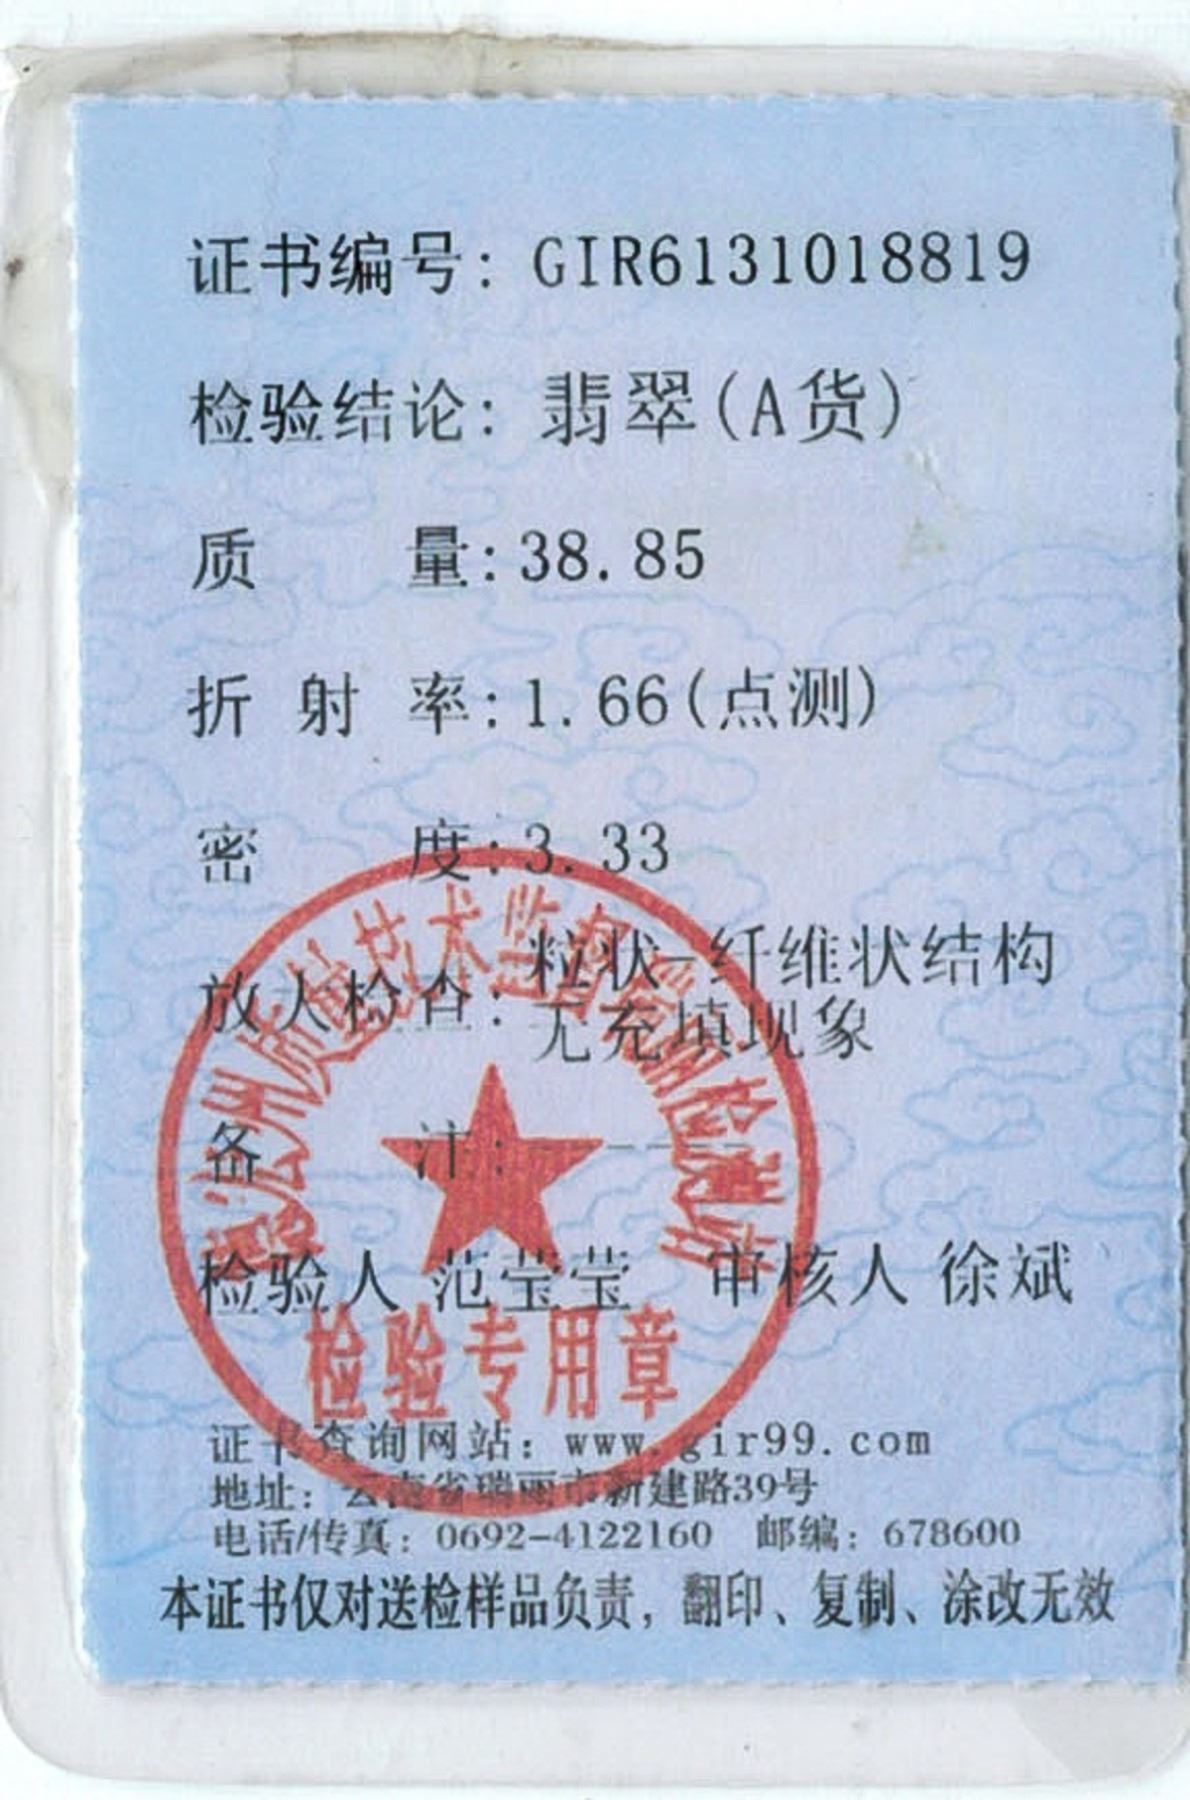 证书编号: GIR6131018819
检验结论: 翡翠(A货)
质 量:38.85
折 射 率:1.66(点测)
密 度:3.33
放大检查: 粒状-纤维状结构
无充填现象
备 注:-----
检验人 范莹莹 审核人 徐斌
检验专用章
证书查询网站: www.gir99.com
地址: 云南省瑞丽市新建路39号
电话/传真: 0692-4122160 邮编: 678600
本证书仅对送检样品负责, 翻印、复制、涂改无效